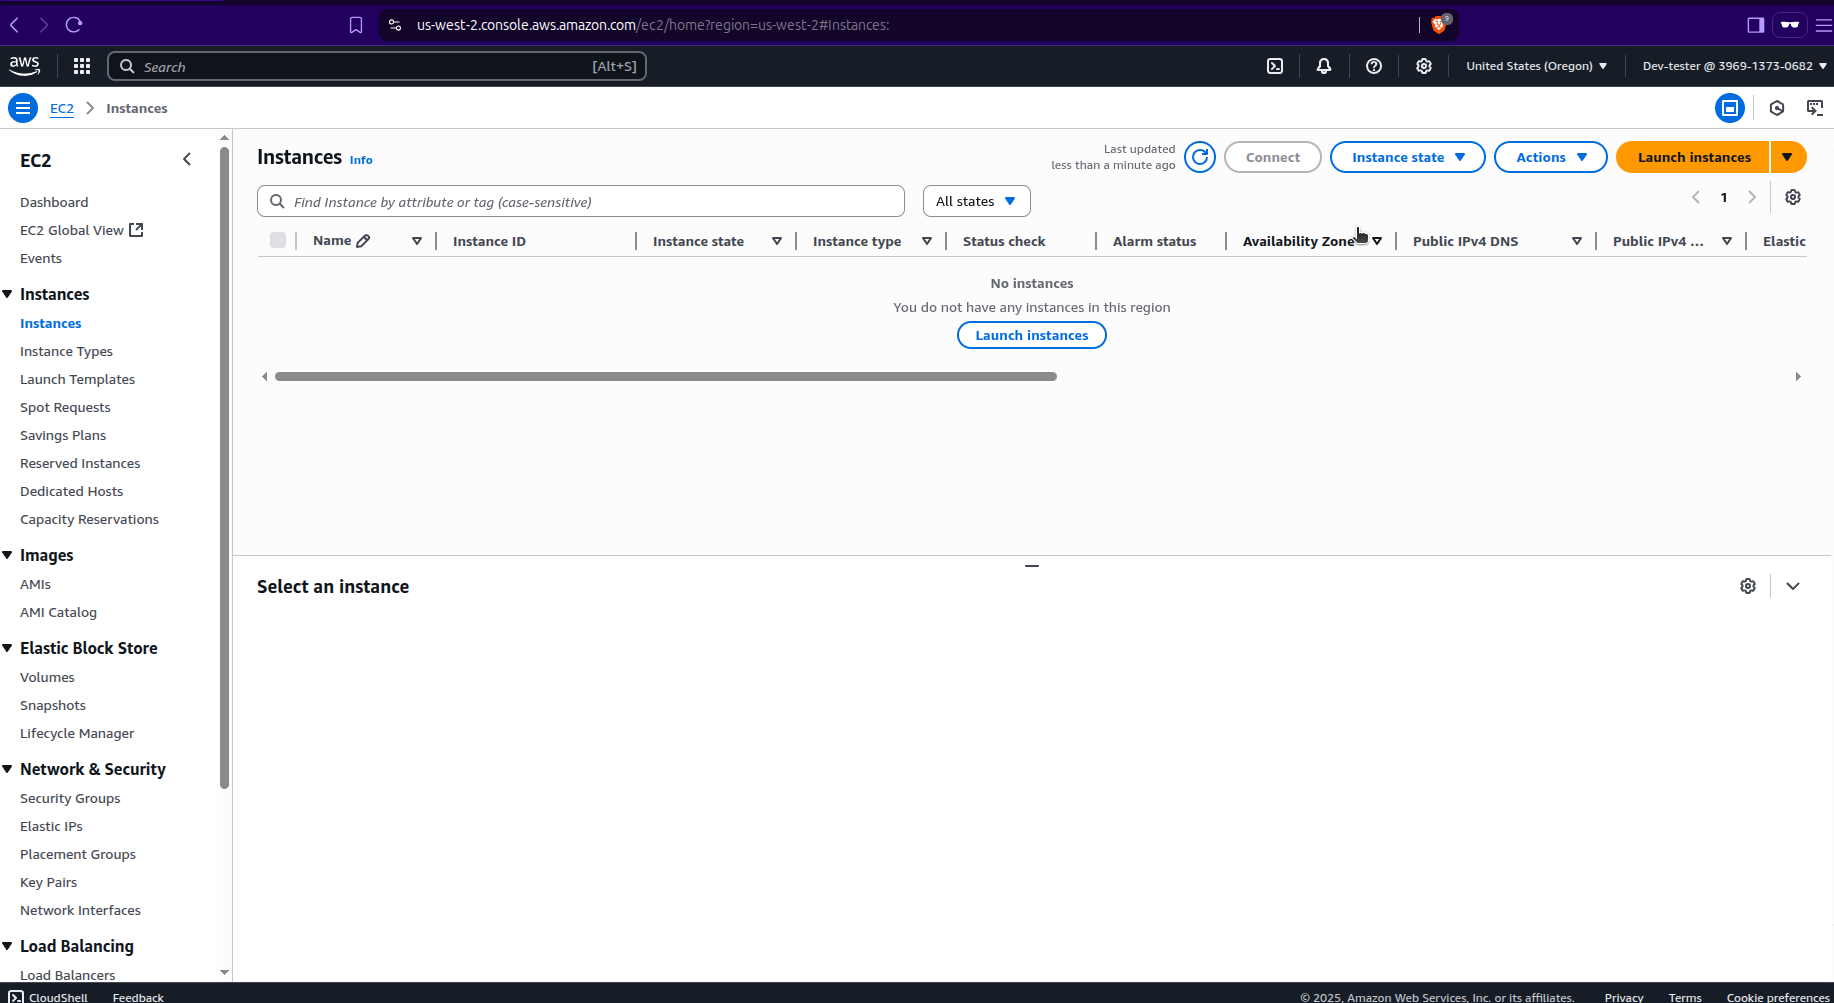 us-west-2.console.aws.amazon.com/ec2/home?region=us-west-2#Instances:
9
aws
Search
[Alt+S]
United States (Oregon)
Dev-tester @ 3969-1373-0682
EC2
Instances
EC2
Dashboard
EC2 Global View
Events
Instances
Instances
Instance Types
Launch Templates
Spot Requests
Savings Plans
Reserved Instances
Dedicated Hosts
Capacity Reservations
Images
AMIs
AMI Catalog
Elastic Block Store
Volumes
Snapshots
Lifecycle Manager
Network & Security
Security Groups
Elastic IPs
Placement Groups
Key Pairs
Network Interfaces
Load Balancing
Load Balancers
Instances Info
Last updated
less than a minute ago
Connect
Instance state
Actions
Launch instances
Find Instance by attribute or tag (case-sensitive)
All states
1
Name
Instance ID
Instance state
Instance type
Status check
Alarm status
Availability Zone
Public IPv4 DNS
Public IPv4 ...
Elastic
No instances
You do not have any instances in this region
Launch instances
Select an instance
CloudShell
Feedback
© 2025, Amazon Web Services, Inc. or its affiliates.
Privacy
Terms
Cookie preferences